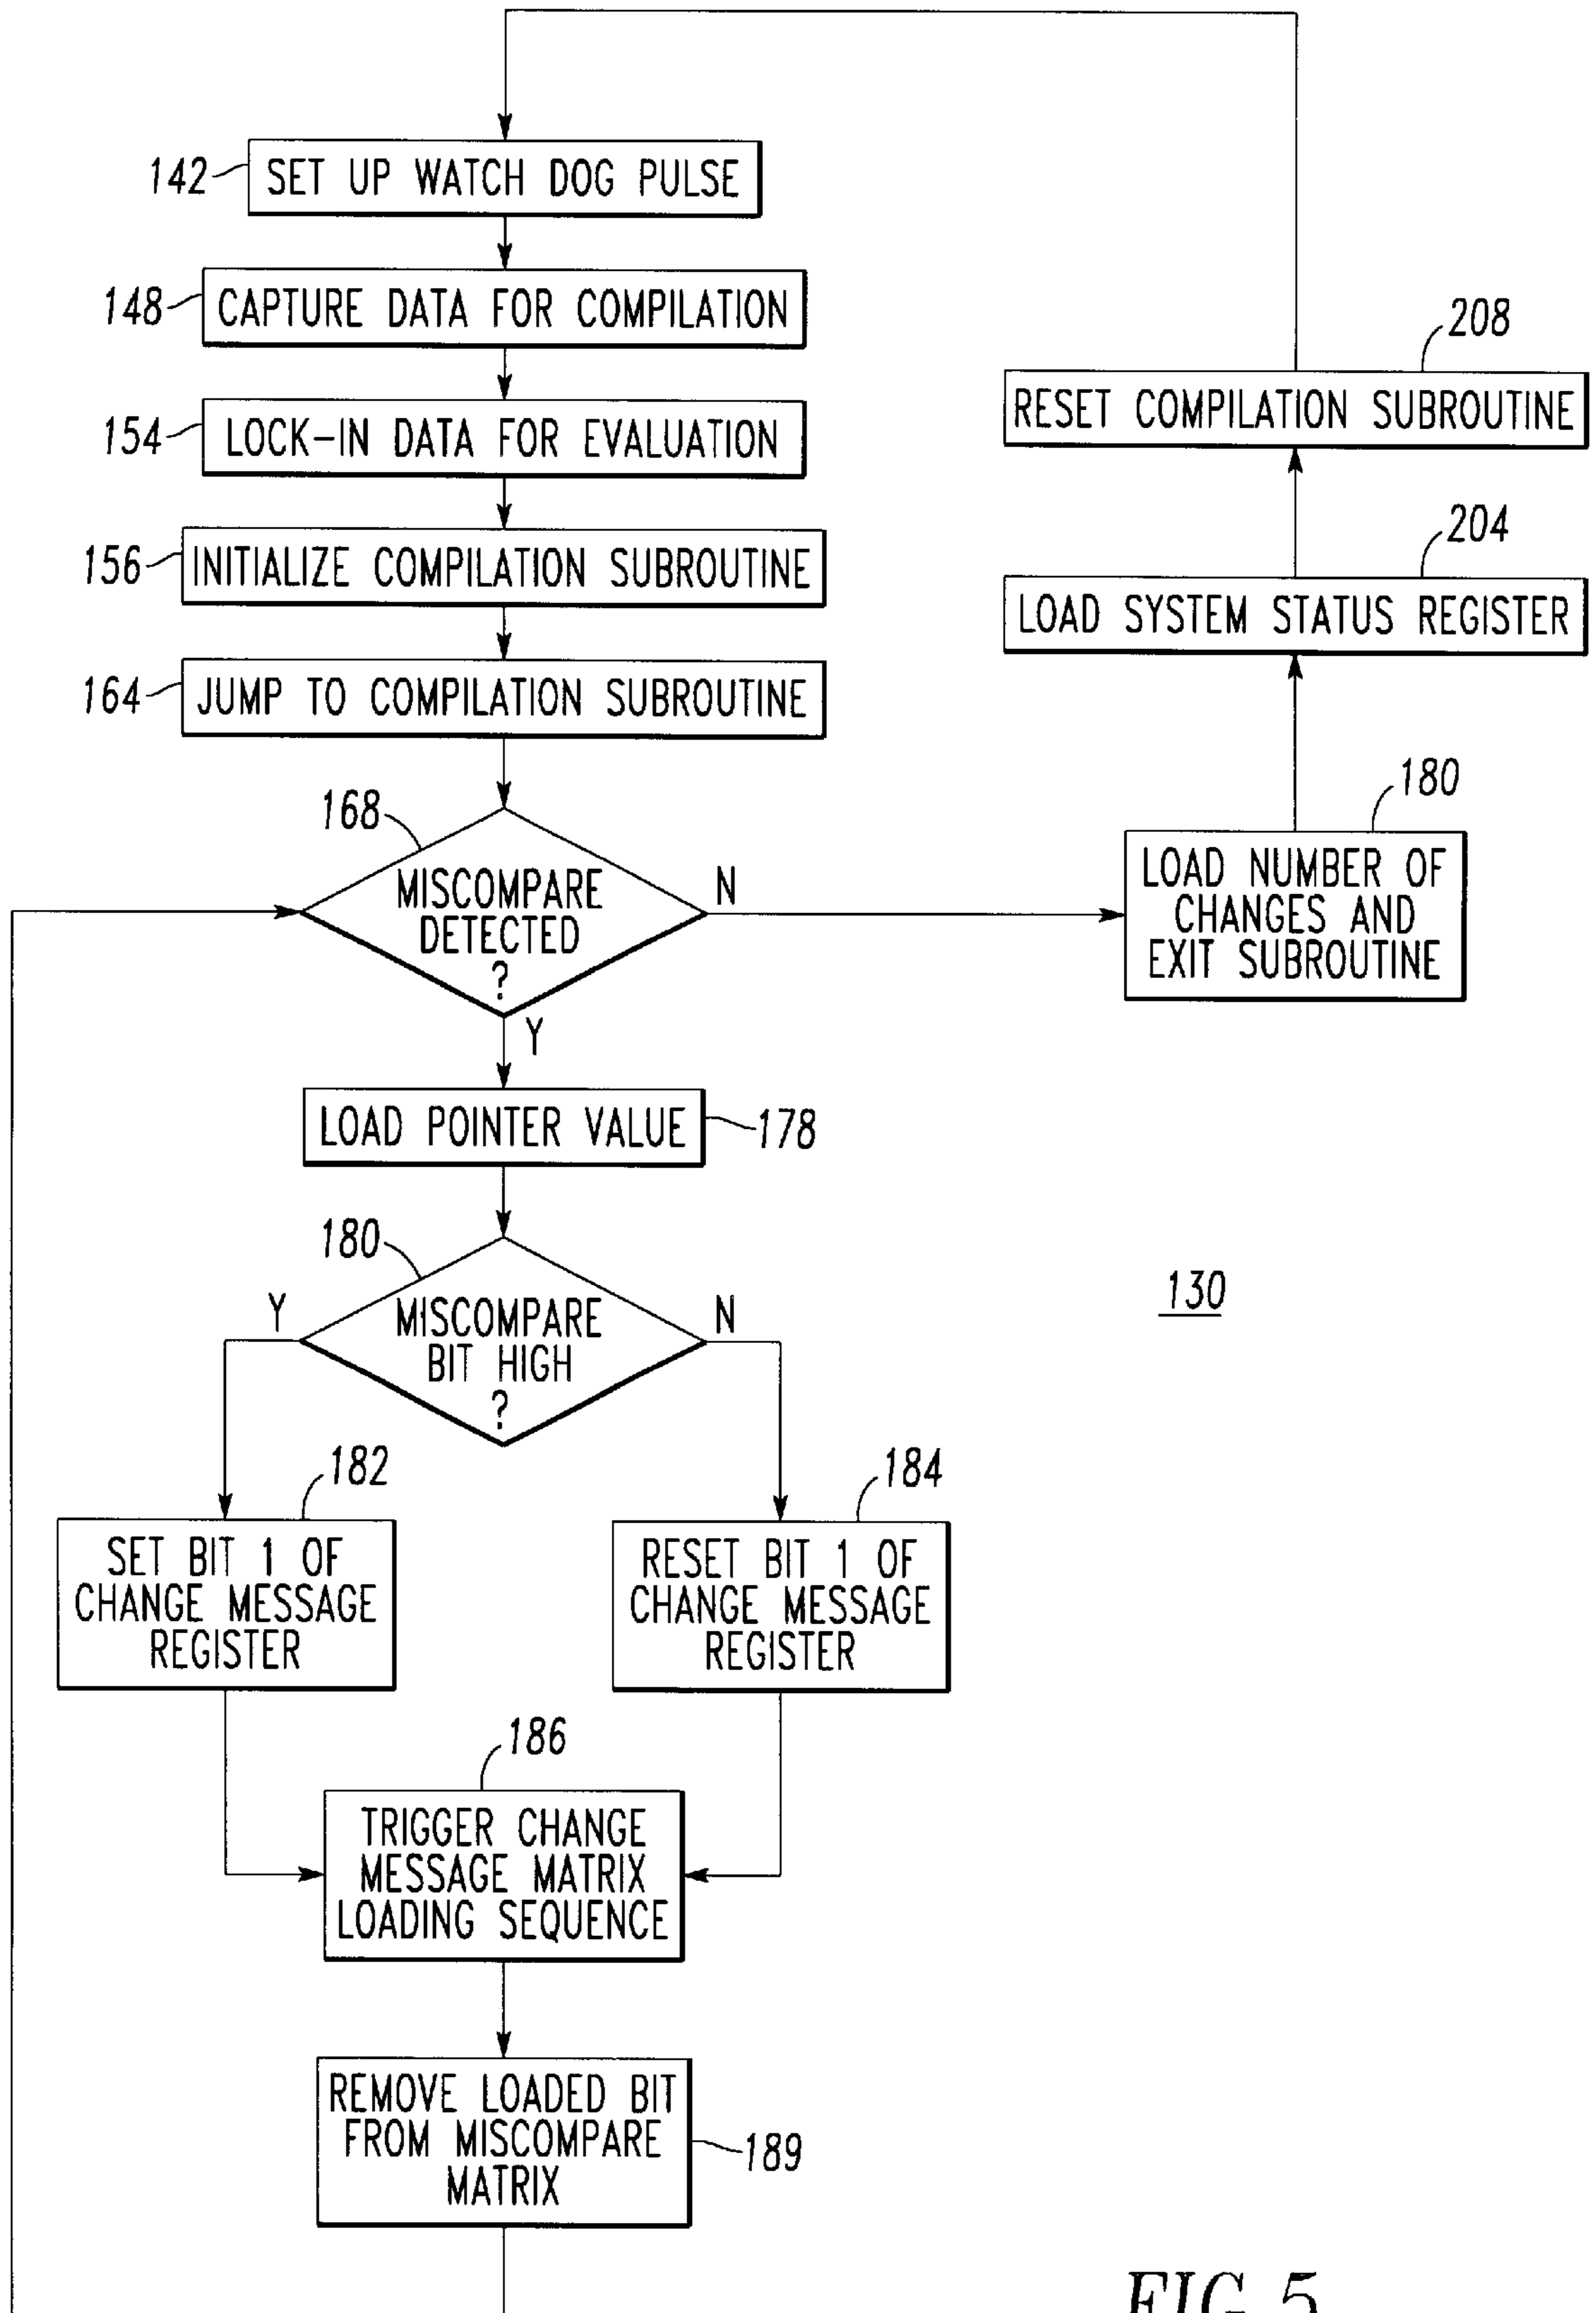 142
SET UP WATCH DOG PULSE
148
CAPTURE DATA FOR COMPILATION
154
LOCK-IN DATA FOR EVALUATION
156
INITIALIZE COMPILATION SUBROUTINE
164
JUMP TO COMPILATION SUBROUTINE
168
MISCOMPARE
DETECTED
?
N
Y
208
RESET COMPILATION SUBROUTINE
204
LOAD SYSTEM STATUS REGISTER
180
LOAD NUMBER OF
CHANGES AND
EXIT SUBROUTINE
LOAD POINTER VALUE
178
180
MISCOMPARE
BIT HIGH
?
Y
N
130
182
SET BIT 1 OF
CHANGE MESSAGE
REGISTER
184
RESET BIT 1 OF
CHANGE MESSAGE
REGISTER
186
TRIGGER CHANGE
MESSAGE MATRIX
LOADING SEQUENCE
REMOVE LOADED BIT
FROM MISCOMPARE
MATRIX
189
FIG. 5